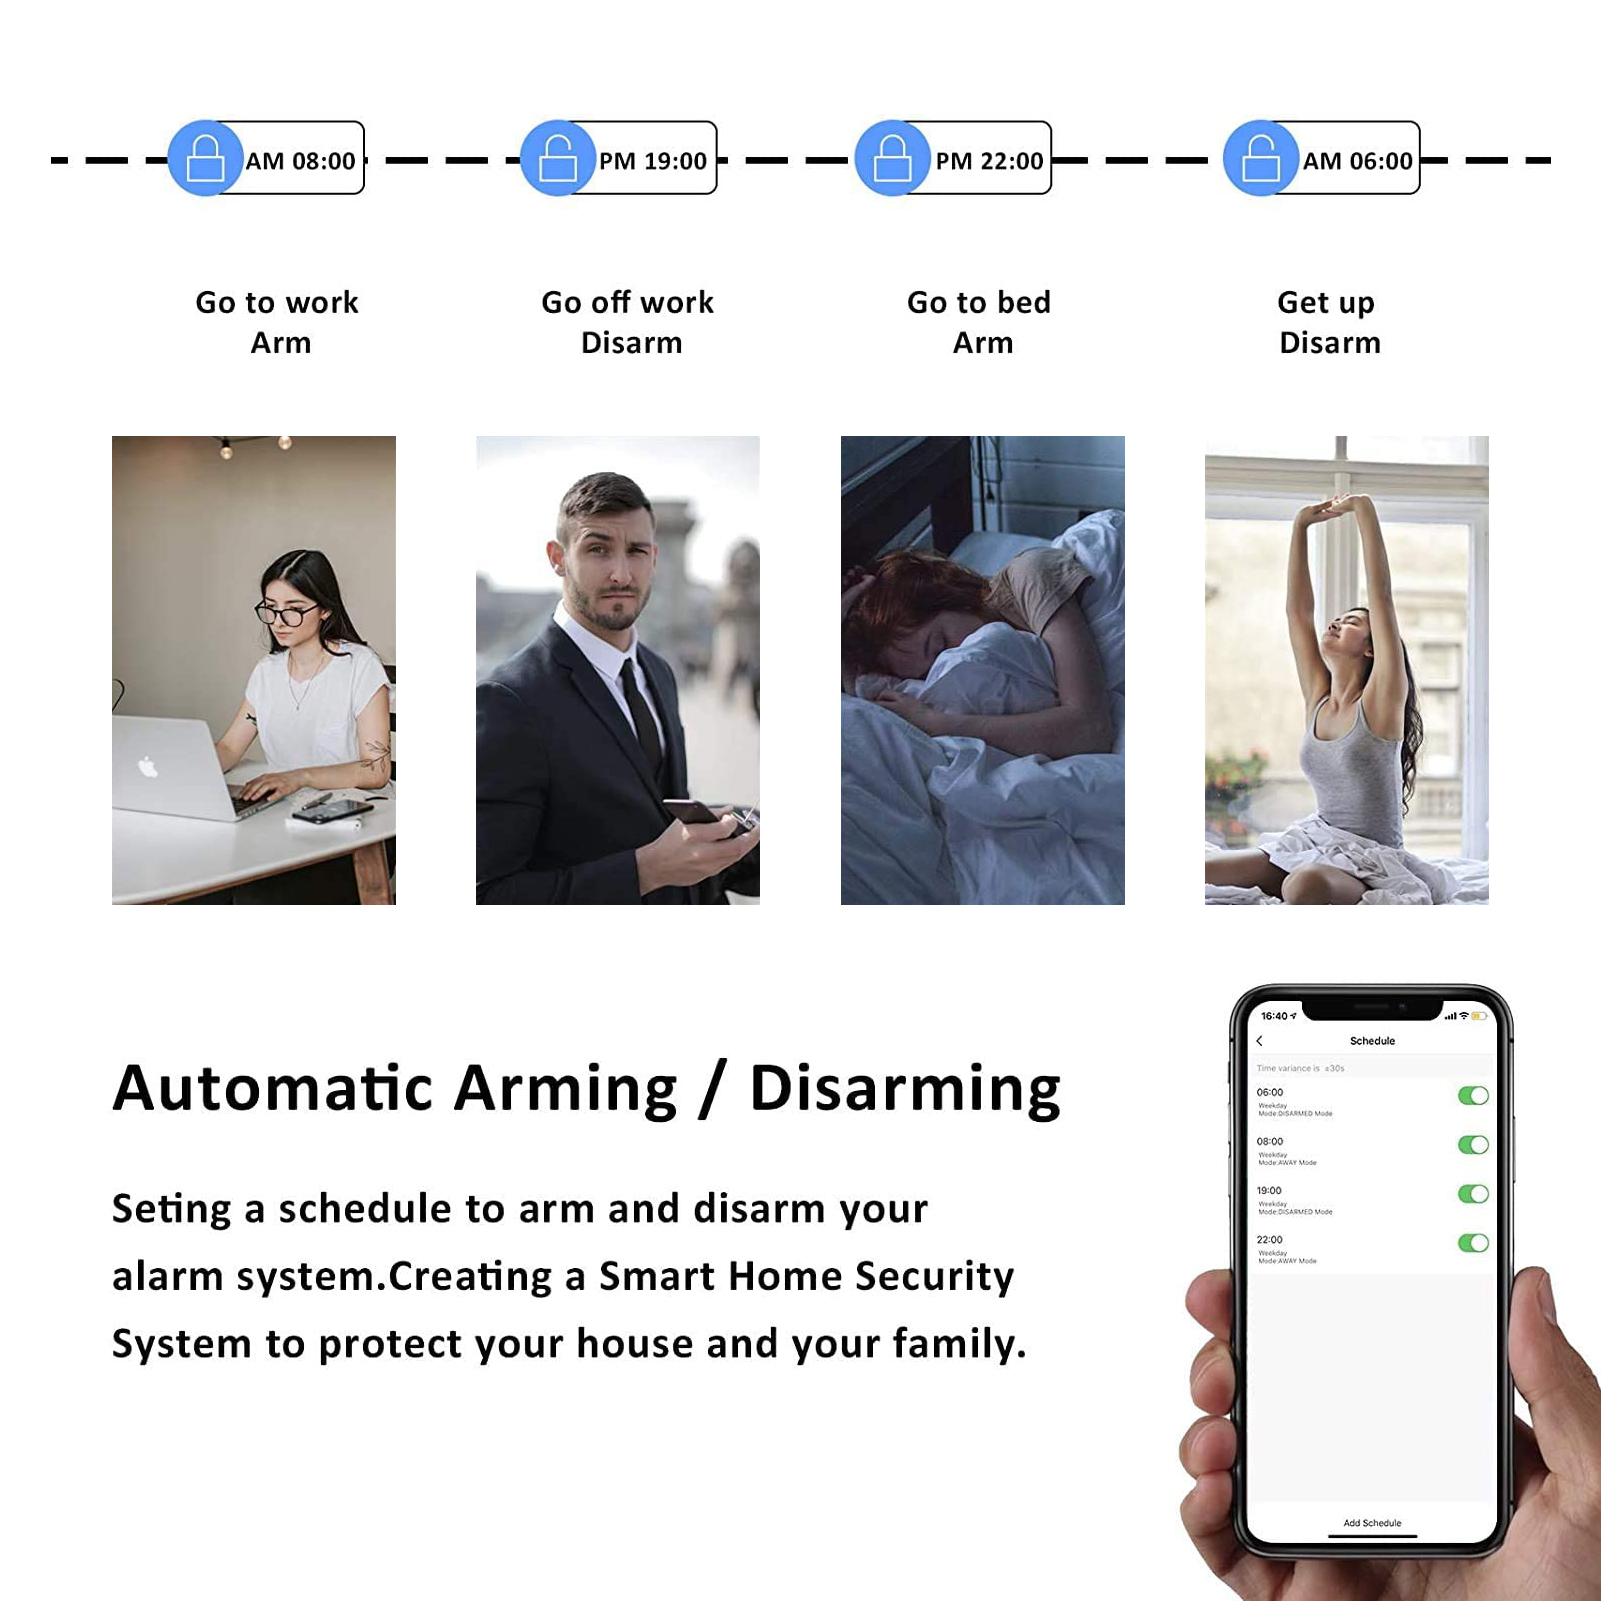 AM 08:00
PM 19:00
PM 22:00
AM 06:00
Go to work
Arm
Go off work
Disarm
Go to bed
Arm
Get up
Disarm
Automatic Arming / Disarming
Seting a schedule to arm and disarm your
alarm system.Creating a Smart Home Security
System to protect your house and your family.
16:40
Schedule
Time variance is ±30s
06:00
Weekday
Mode:DISARMED Mode
08:00
Weekday
Mode:AWAY Mode
19:00
Weekday
Mode:DISARMED Mode
22:00
Weekday
Mode:AWAY Mode
Add Schedule